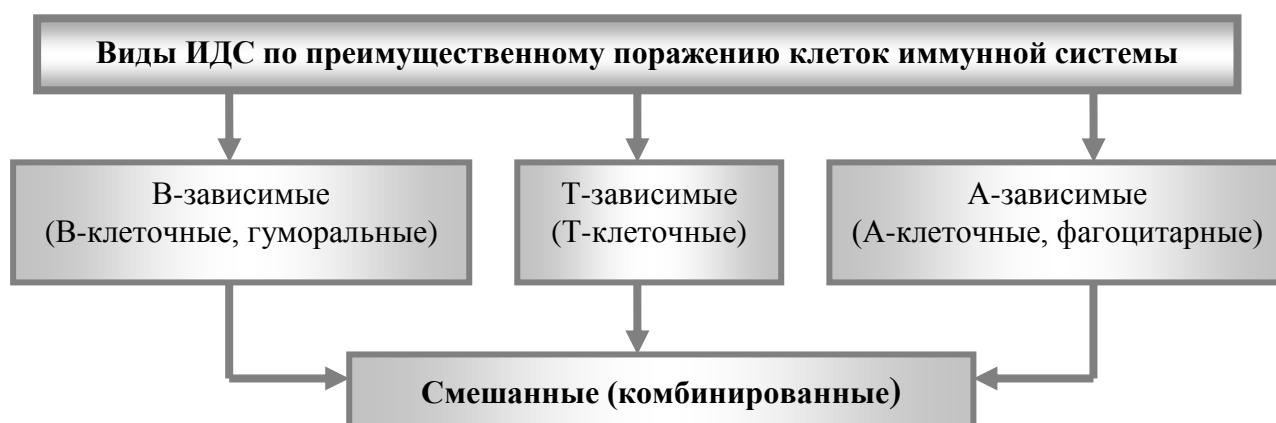 Виды ИДС по преимущественному поражению клеток иммунной системы
В-зависимые
(В-клеточные, гуморальные)
Т-зависимые
(Т-клеточные)
А-зависимые
(А-клеточные, фагоцитарные)
Смешанные (комбинированные)